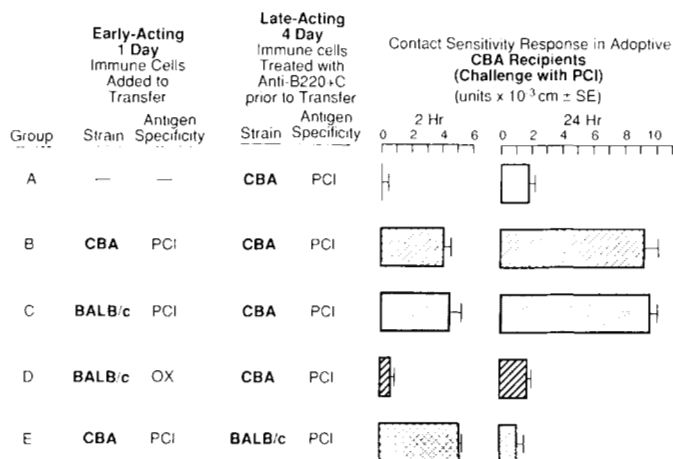 Early-Acting
1 Day
Immune Cells
Added to
Transfer
Late-Acting
4 Day
Immune cells
Treated with
Anti-B220+C
prior to Transfer
Contact Sensitivity Response in Adoptive
CBA Recipients
(Challenge with PCl)
(units x 10-3 cm ± SE)
Group Strain Antigen Specificity Strain Antigen Specificity
2 Hr
0 2 4 6
24 Hr
0 2 4 6 8 10
A — — CBA PCl
B CBA PCl CBA PCl
C BALB/c PCl CBA PCl
D BALB/c OX CBA PCl
E CBA PCl BALB/c PCl